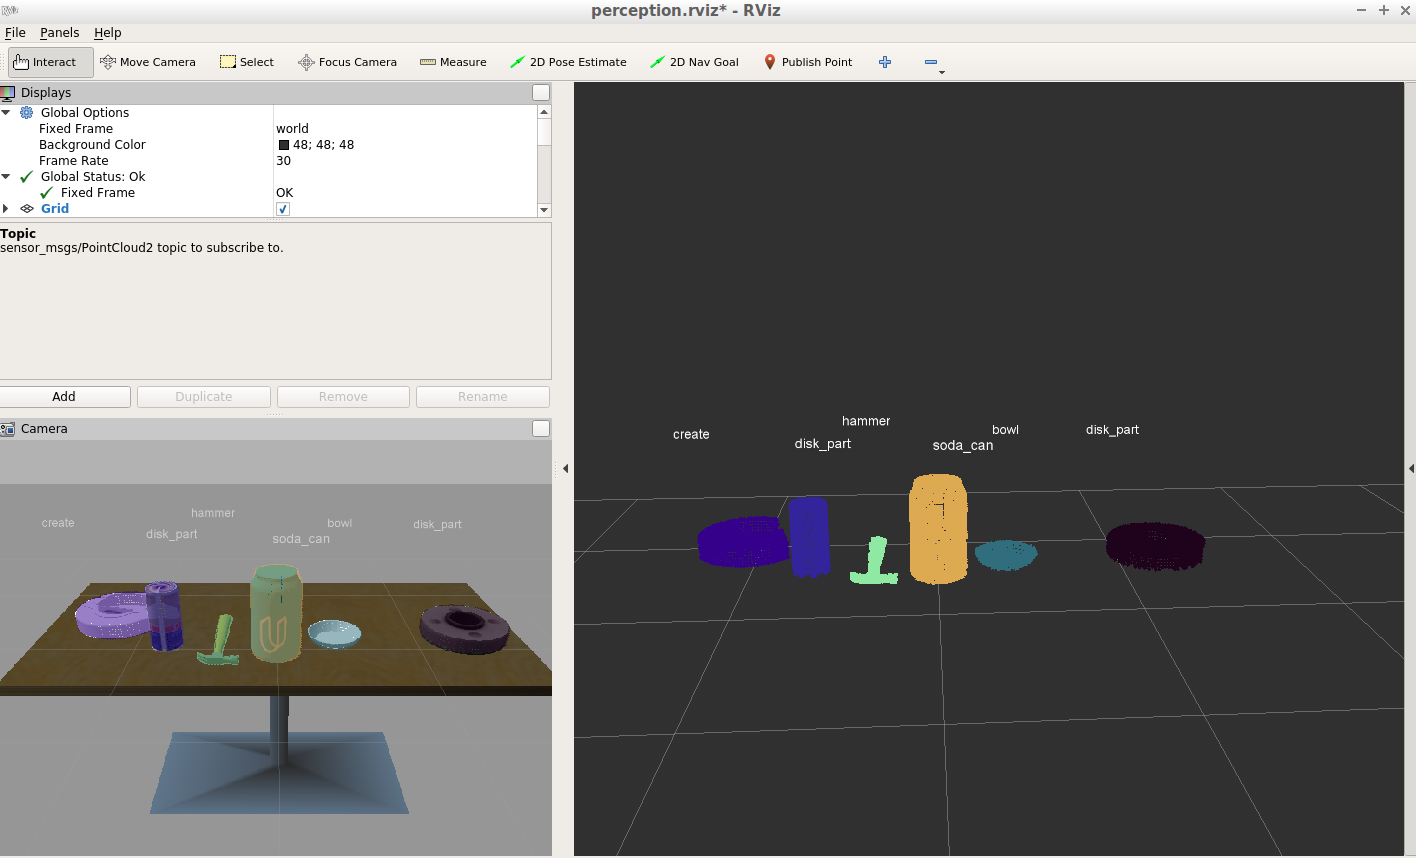 perception.rviz* - RViz
File Panels Help
Interact Move Camera Select Focus Camera Measure 2D Pose Estimate 2D Nav Goal Publish Point
Displays
Global Options
Fixed Frame world
Background Color 48; 48; 48
Frame Rate 30
Global Status: Ok
Fixed Frame OK
Grid
Topic
sensor_msgs/PointCloud2 topic to subscribe to.
Add Duplicate Remove Rename
Camera
create
disk_part
hammer
soda_can
bowl
disk_part
create
disk_part
hammer
soda_can
bowl
disk_part